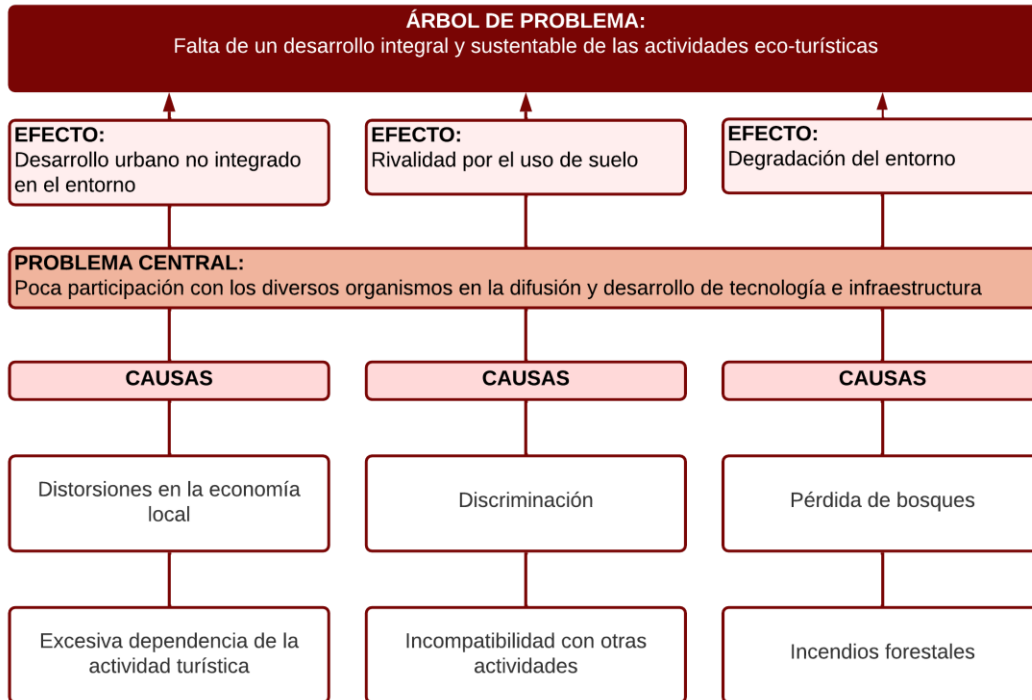 ÁRBOL DE PROBLEMA:
Falta de un desarrollo integral y sustentable de las actividades eco-turísticas
EFECTO:
Desarrollo urbano no integrado
en el entorno
EFECTO:
Rivalidad por el uso de suelo
EFECTO:
Degradación del entorno
PROBLEMA CENTRAL:
Poca participación con los diversos organismos en la difusión y desarrollo de tecnología e infraestructura
CAUSAS
CAUSAS
CAUSAS
Distorsiones en la economía
local
Discriminación
Pérdida de bosques
Excesiva dependencia de la
actividad turística
Incompatibilidad con otras
actividades
Incendios forestales